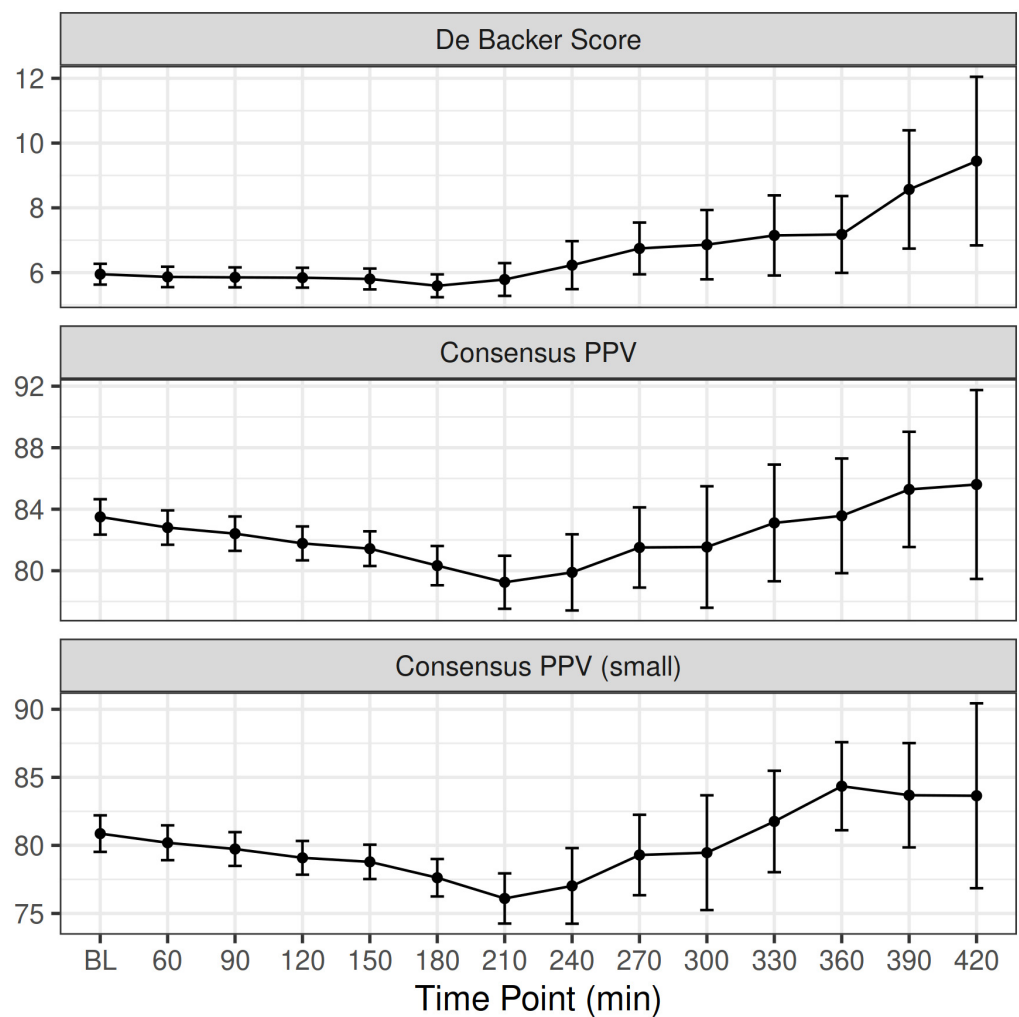 De Backer Score
12
10
8
6
Consensus PPV
92
88
84
80
Consensus PPV (small)
90
85
80
75
BL 60 90 120 150 180 210 240 270 300 330 360 390 420
Time Point (min)